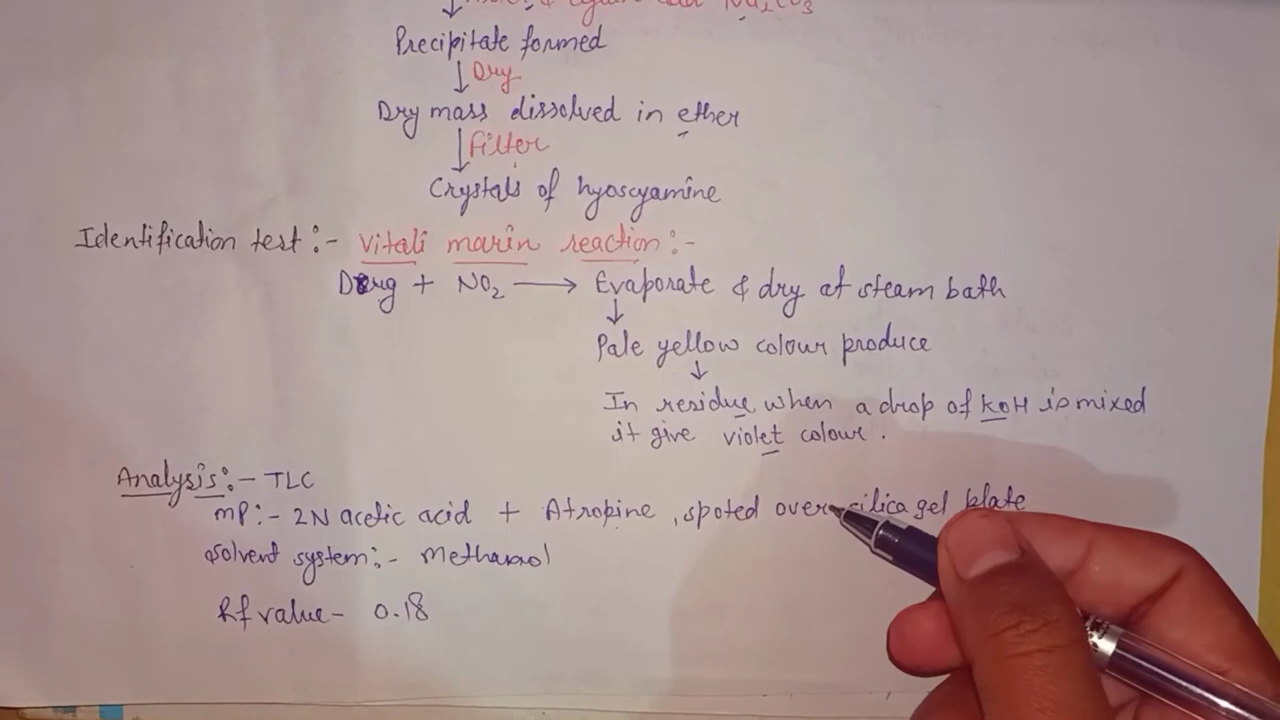 Na2CO3
Precipitate formed
↓ Dry
Dry mass dissolved in ether
↓ Filter
Crystals of hyoscyamine
Identification test :- Vitali marin reaction :-
Drug + NO2 → Evaporate & dry at steam bath
↓
Pale yellow colour produce
↓
In residue when a drop of KOH is mixed
it give violet colour.
Analysis :- TLC
mP :- 2N acetic acid + Atropine , spoted over silica gel plate
solvent system :- Methanol
Rf value - 0.18